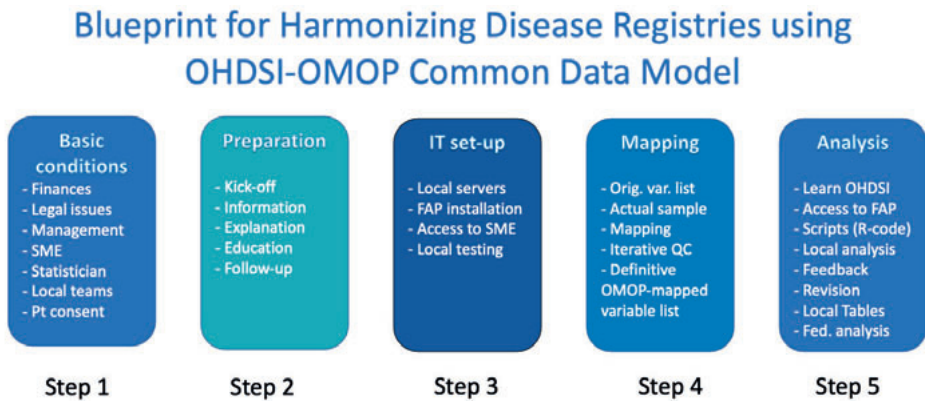 Blueprint for Harmonizing Disease Registries using
OHDSI-OMOP Common Data Model
Basic
conditions
- Finances
- Legal issues
- Management
- SME
- Statistician
- Local teams
- Pt consent
Step 1
Preparation
- Kick-off
- Information
- Explanation
- Education
- Follow-up
Step 2
IT set-up
- Local servers
- FAP installation
- Access to SME
- Local testing
Step 3
Mapping
- Orig. var. list
- Actual sample
- Mapping
- Iterative QC
- Definitive
OMOP-mapped
variable list
Step 4
Analysis
- Learn OHDSI
- Access to FAP
- Scripts (R-code)
- Local analysis
- Feedback
- Revision
- Local Tables
- Fed. analysis
Step 5